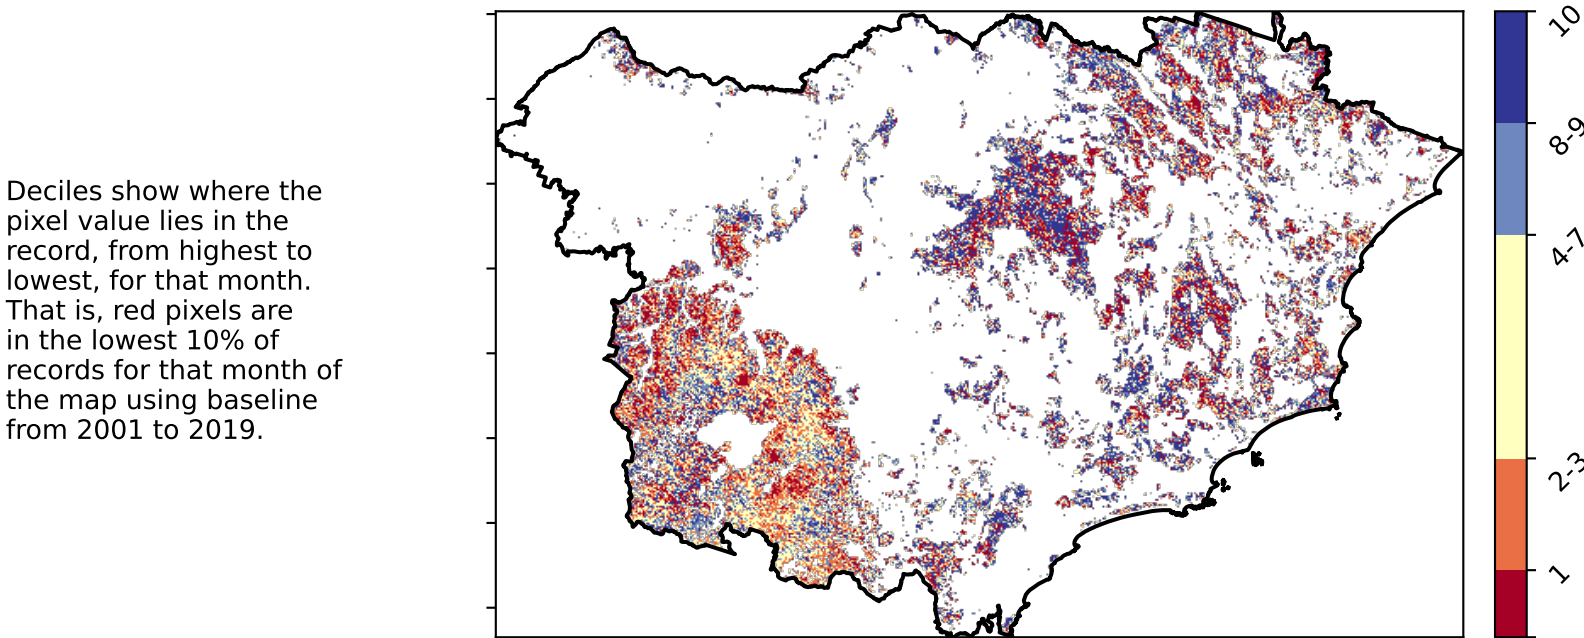 Deciles show where the
pixel value lies in the
record, from highest to
lowest, for that month.
That is, red pixels are
in the lowest 10% of
records for that month of
the map using baseline
from 2001 to 2019.
10
8-9
4-7
2-3
1